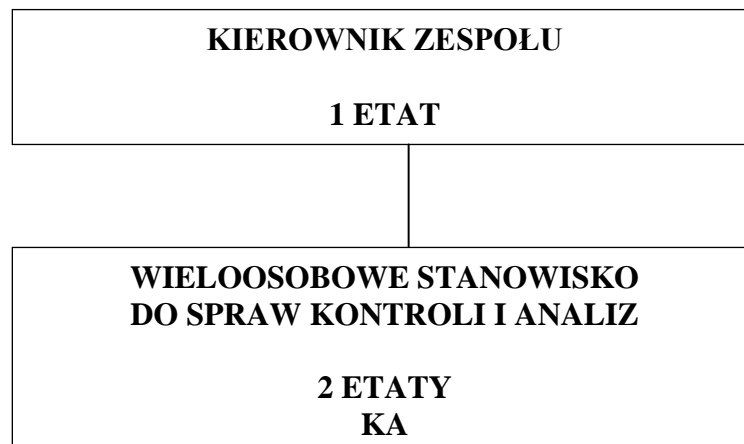 KIEROWNIK ZESPOŁU
1 ETAT
WIELOOSOBOWE STANOWISKO
DO SPRAW KONTROLI I ANALIZ
2 ETATY
KA